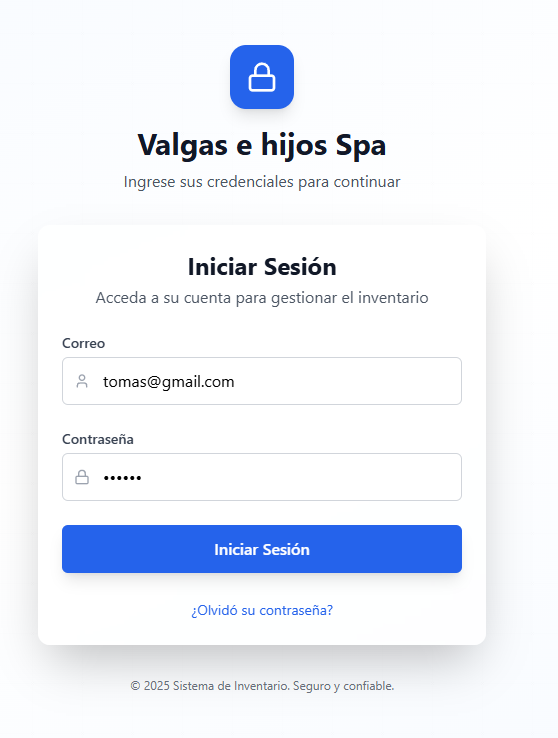 Valgas e hijos Spa
Ingrese sus credenciales para continuar
Iniciar Sesión
Acceda a su cuenta para gestionar el inventario
Correo
tomas@gmail.com
Contraseña
••••••
Iniciar Sesión
¿Olvidó su contraseña?
© 2025 Sistema de Inventario. Seguro y confiable.